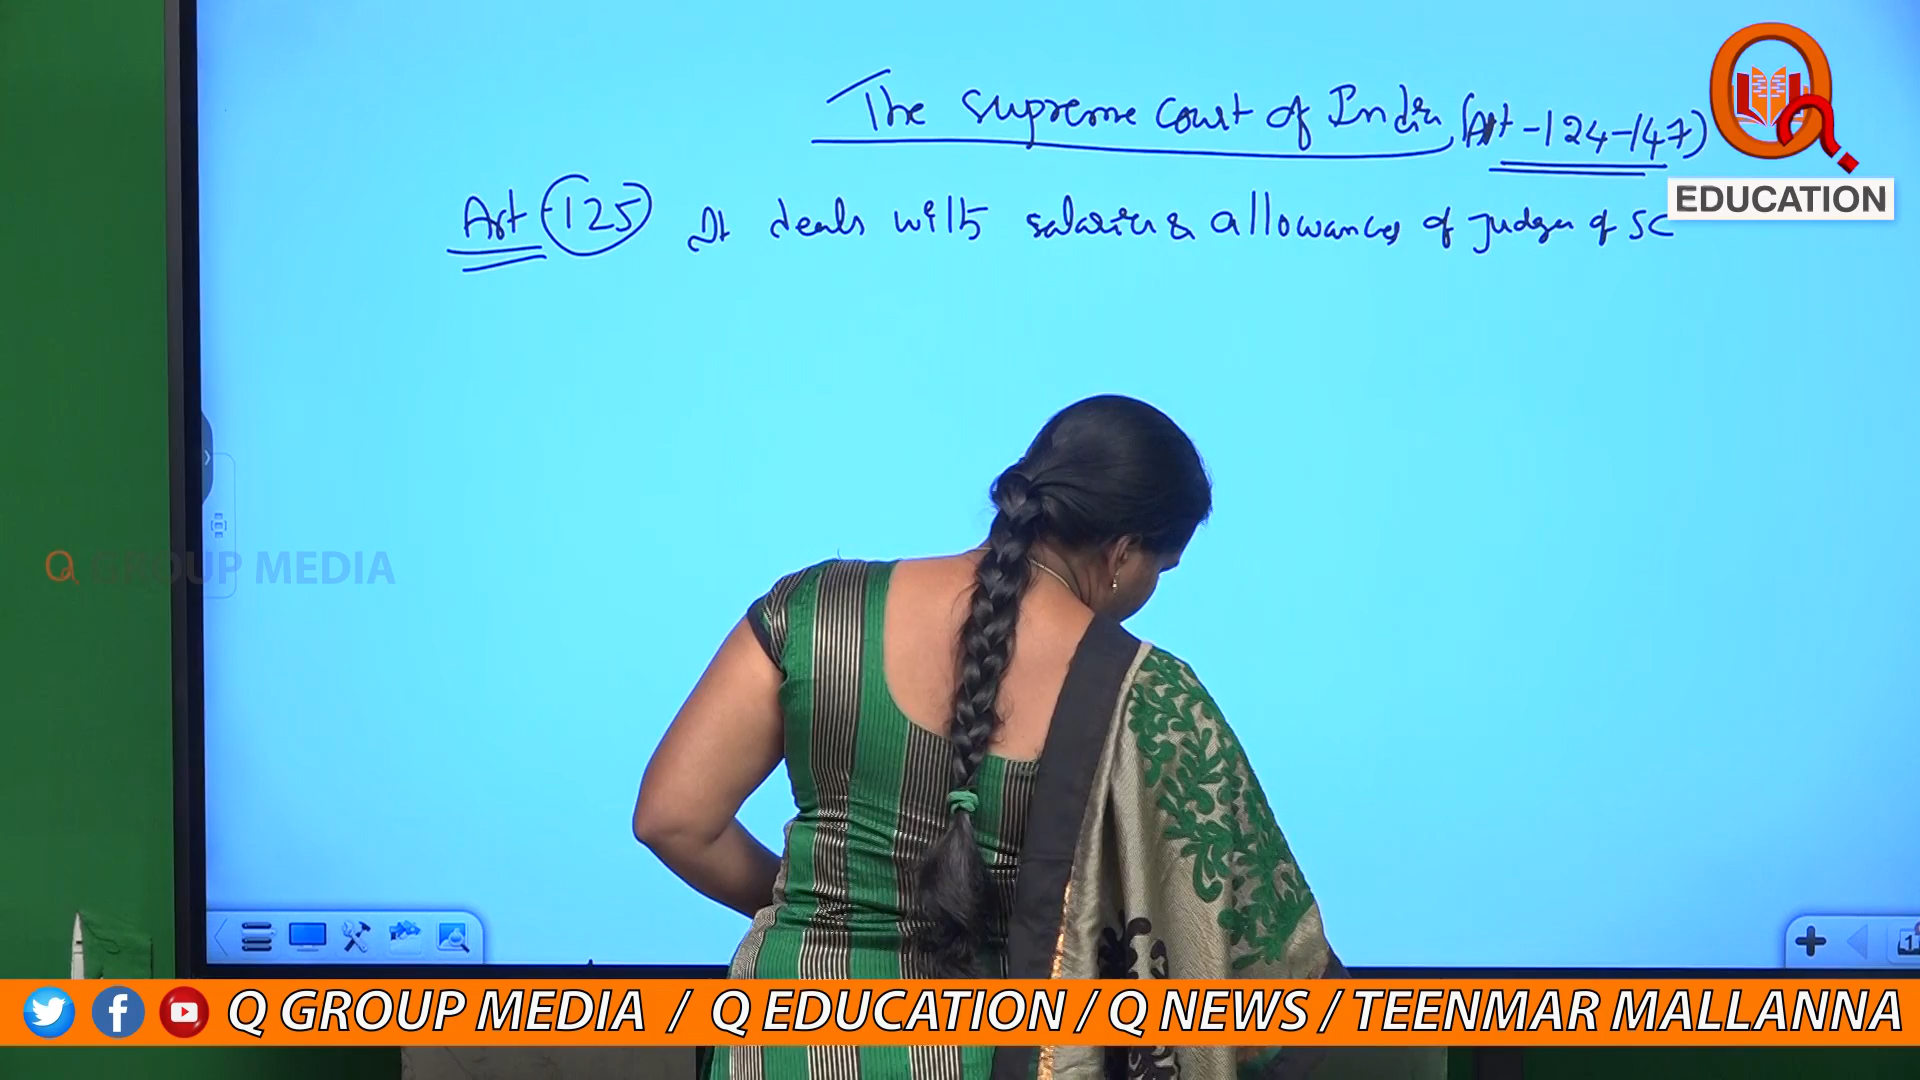 The Supreme Court of India (Art-124-147)
EDUCATION
Art-125 It deals with salaries & allowances of judges of SC
Q GROUP MEDIA
Q GROUP MEDIA / Q EDUCATION / Q NEWS / TEENMAR MALLANNA